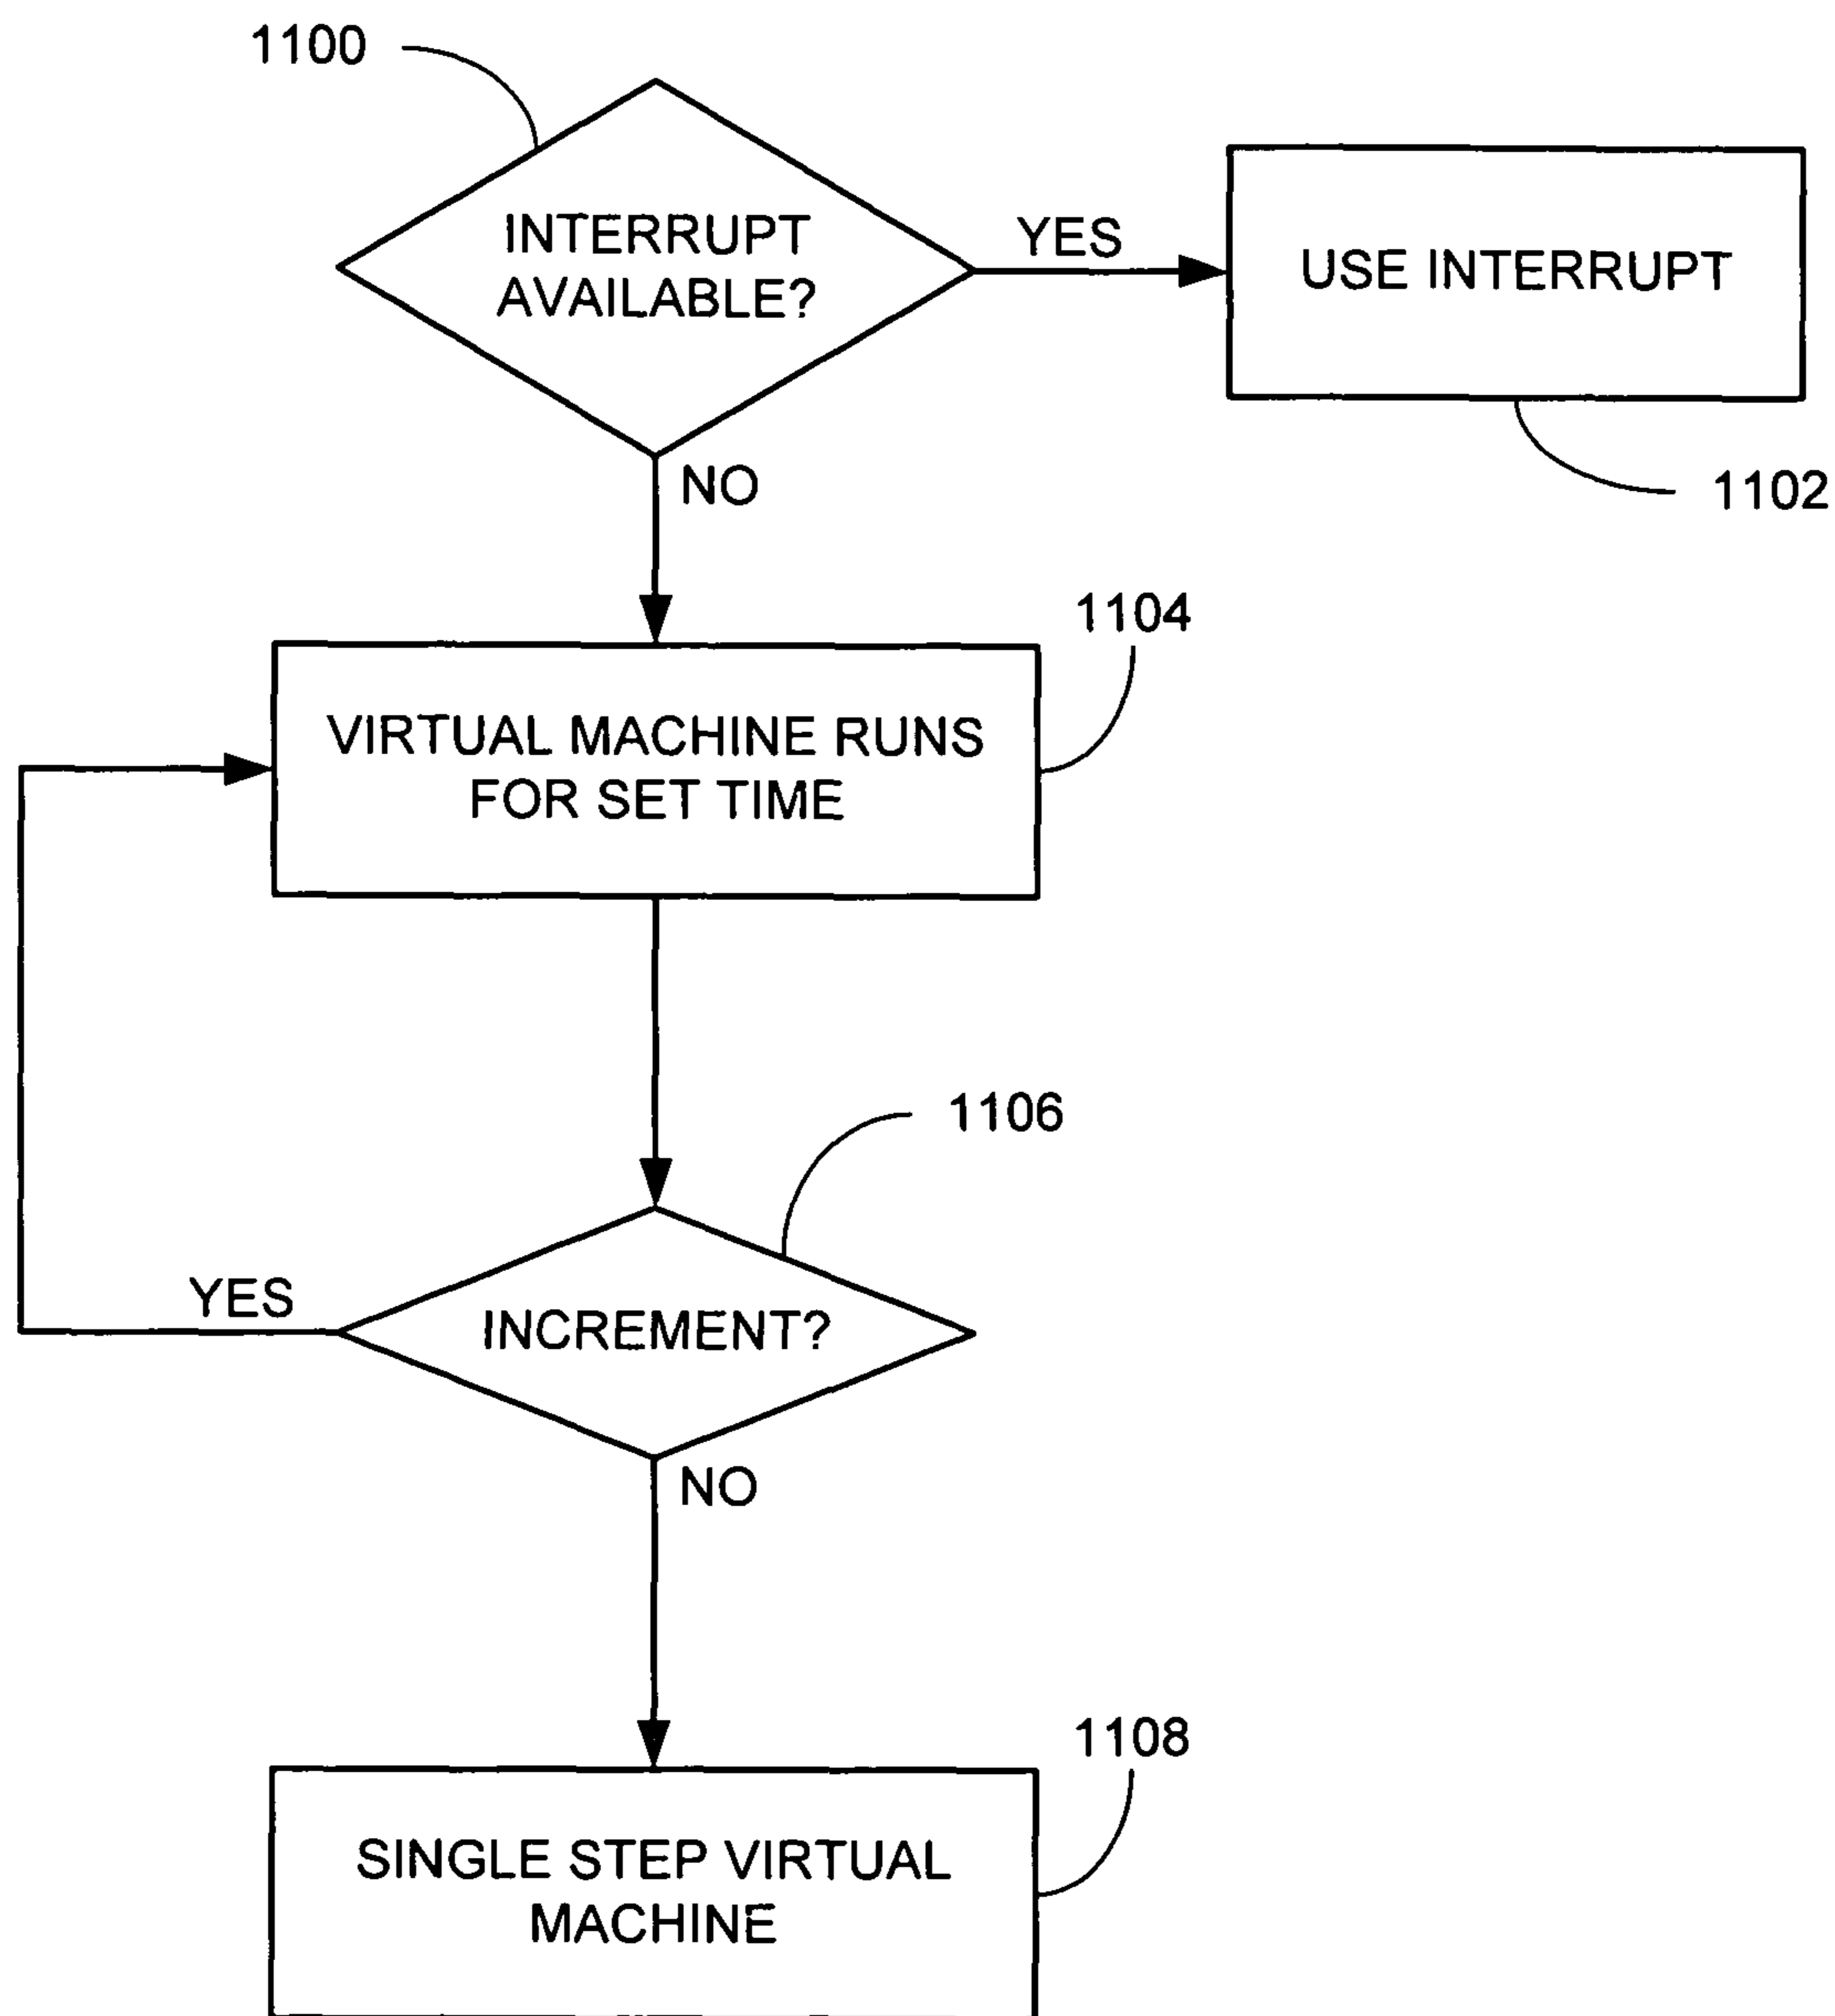 1100
INTERRUPT
AVAILABLE?
YES
USE INTERRUPT
1102
NO
1104
VIRTUAL MACHINE RUNS
FOR SET TIME
1106
YES
INCREMENT?
NO
1108
SINGLE STEP VIRTUAL
MACHINE